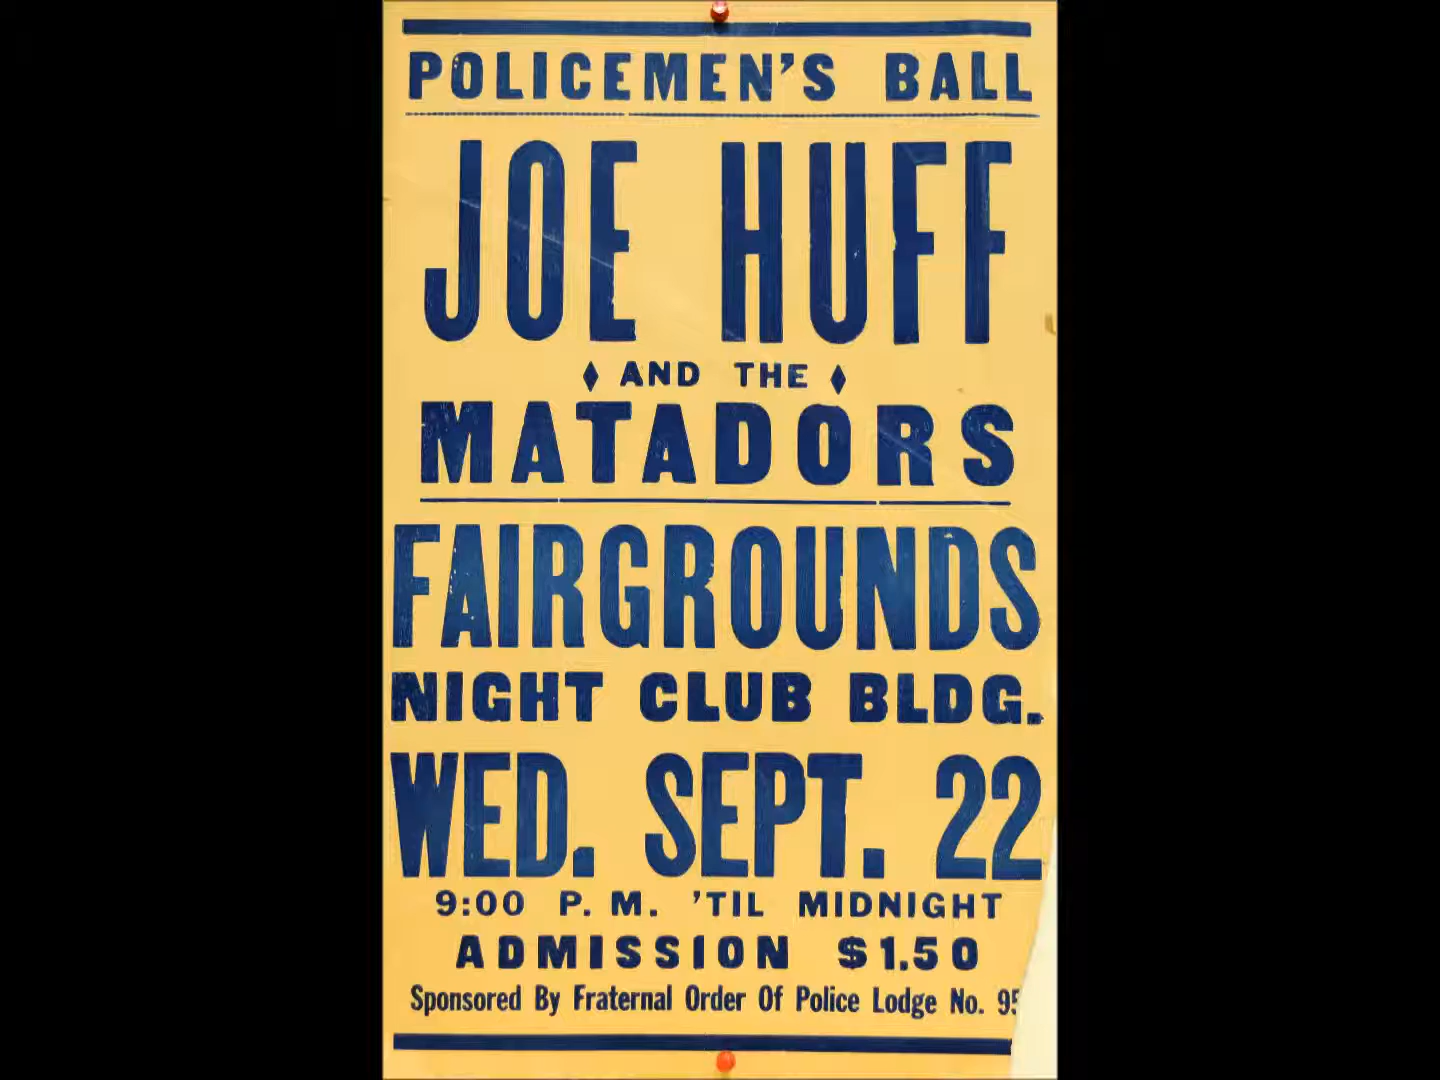 POLICEMEN'S BALL
JOE HUFF
AND THE
MATADORS
FAIRGROUNDS
NIGHT CLUB BLDG.
WED. SEPT. 22
9:00 P. M. 'TIL MIDNIGHT
ADMISSION $1.50
Sponsored By Fraternal Order Of Police Lodge No.